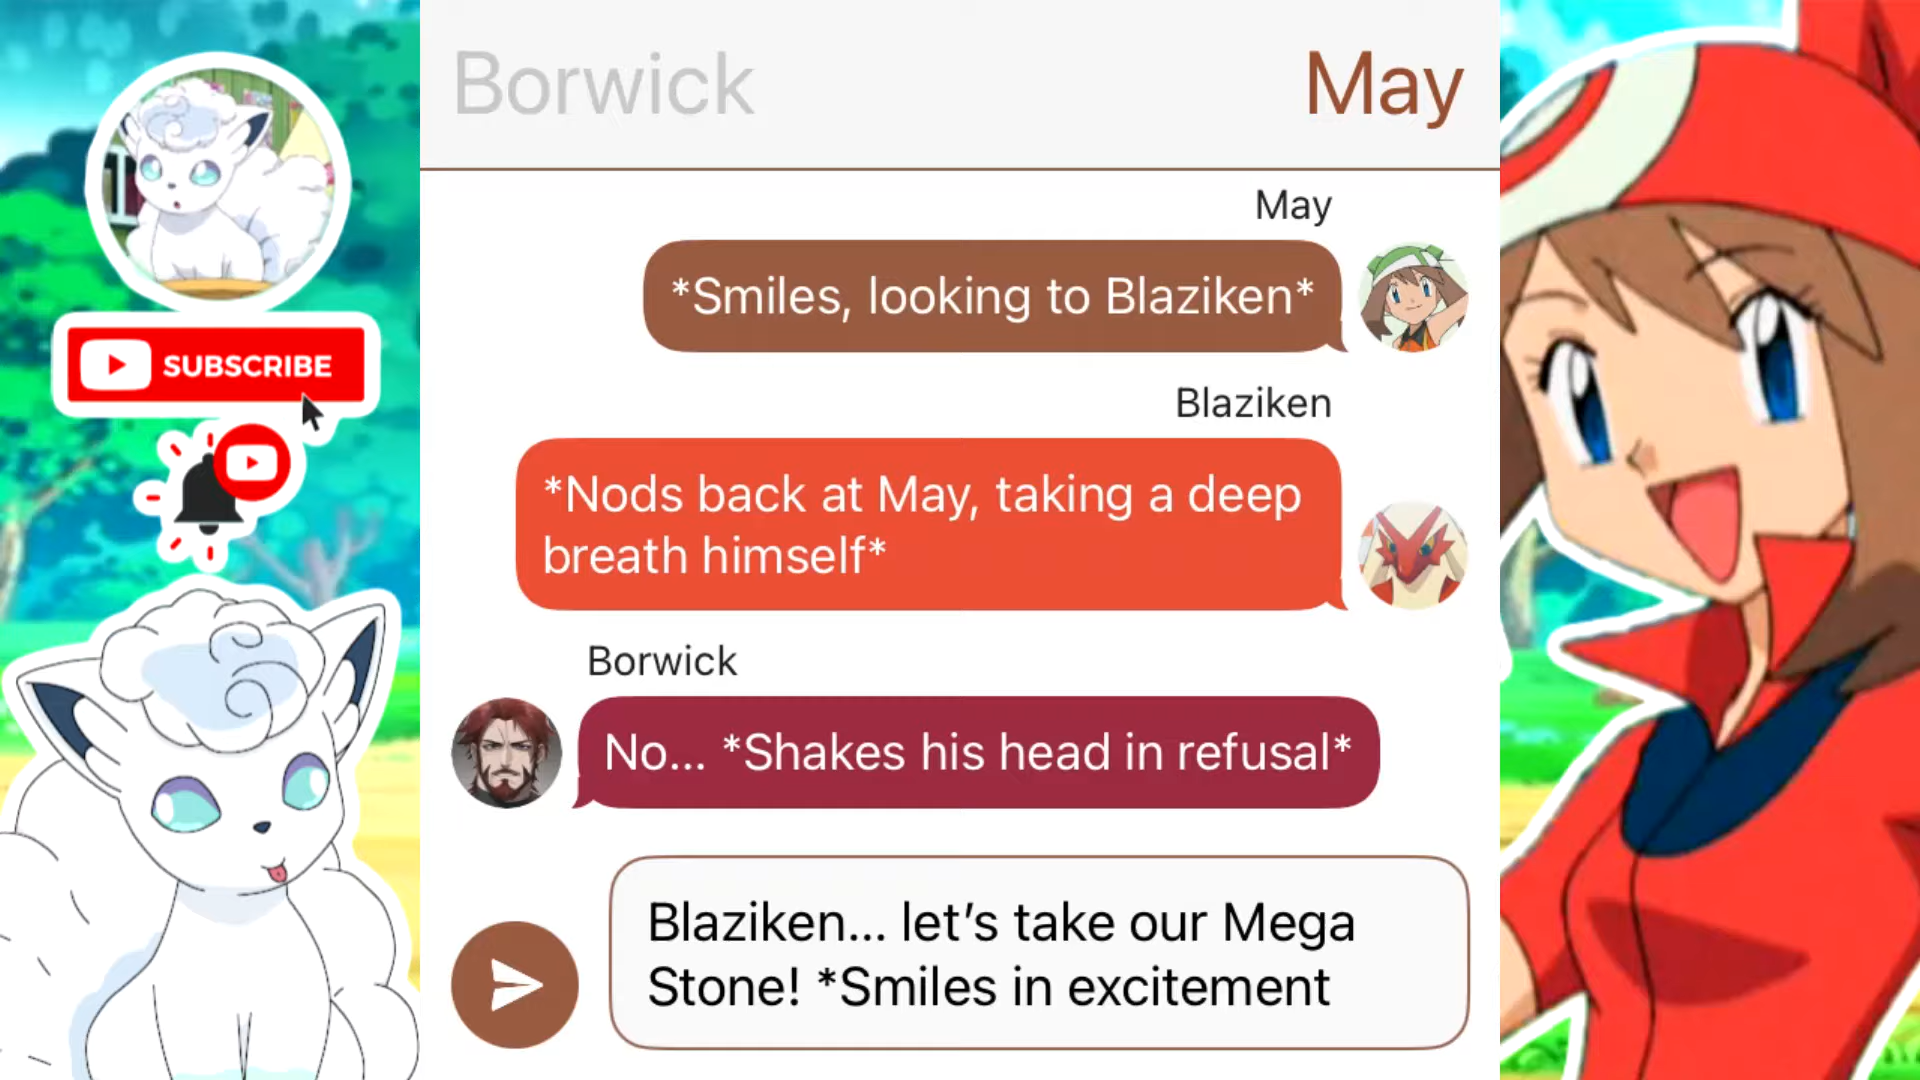 Borwick
May
May
*Smiles, looking to Blaziken*
Blaziken
*Nods back at May, taking a deep
breath himself*
Borwick
No... *Shakes his head in refusal*
Blaziken... let’s take our Mega
Stone! *Smiles in excitement
SUBSCRIBE